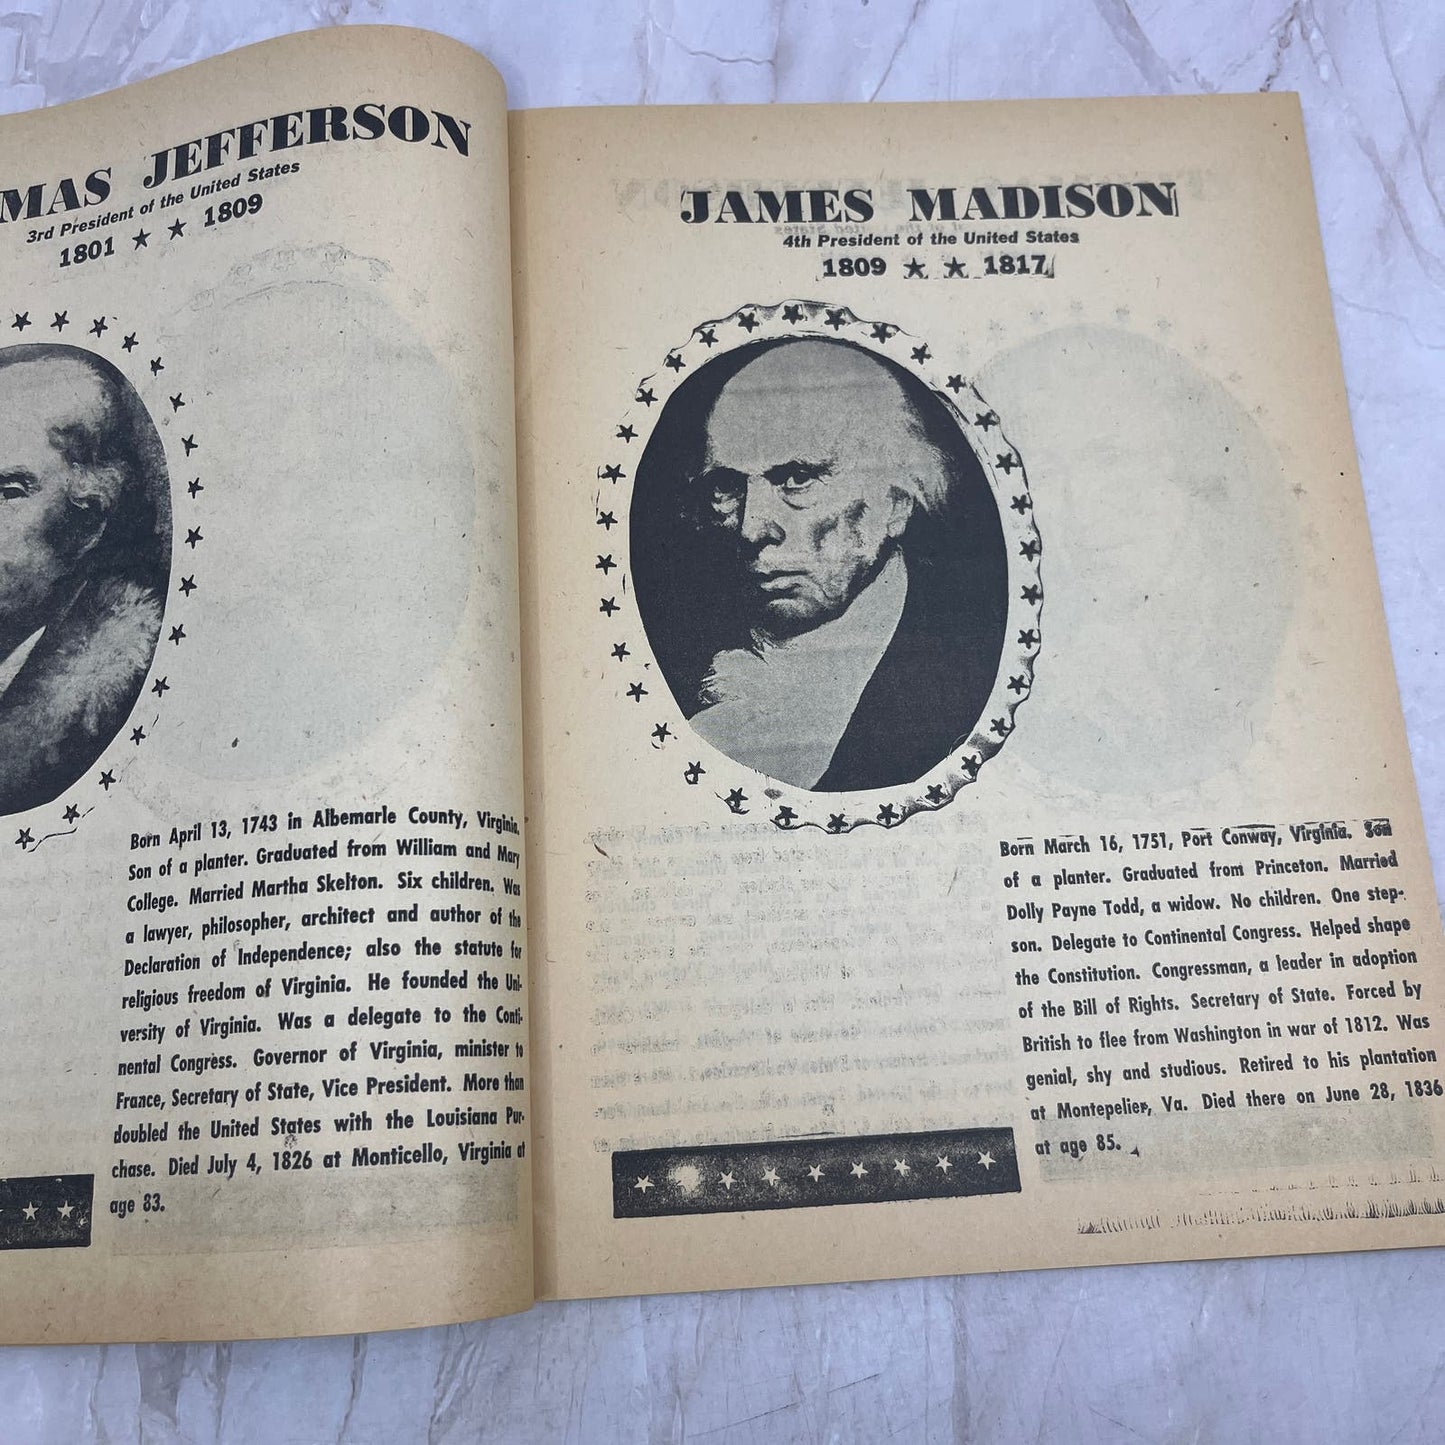 MAS JEFFERSON
3rd President of the United States
1801 ★ ★ 1809
Born April 13, 1743 in Albemarle County, Virginia.
Son of a planter. Graduated from William and Mary
College. Married Martha Skelton. Six children. Was
a lawyer, philosopher, architect and author of the
Declaration of Independence; also the statute for
religious freedom of Virginia. He founded the Uni-
versity of Virginia. Was a delegate to the Conti-
nental Congress. Governor of Virginia, minister to
France, Secretary of State, Vice President. More than
doubled the United States with the Louisiana Pur-
chase. Died July 4, 1826 at Monticello, Virginia at
age 83.
JAMES MADISON
4th President of the United States
1809 ★ ★ 1817
Born March 16, 1751, Port Conway, Virginia. Son
of a planter. Graduated from Princeton. Married
Dolly Payne Todd, a widow. No children. One step-
son. Delegate to Continental Congress. Helped shape
the Constitution. Congressman, a leader in adoption
of the Bill of Rights. Secretary of State. Forced by
British to flee from Washington in war of 1812. Was
genial, shy and studious. Retired to his plantation
at Montepelier, Va. Died there on June 28, 1836
at age 85.